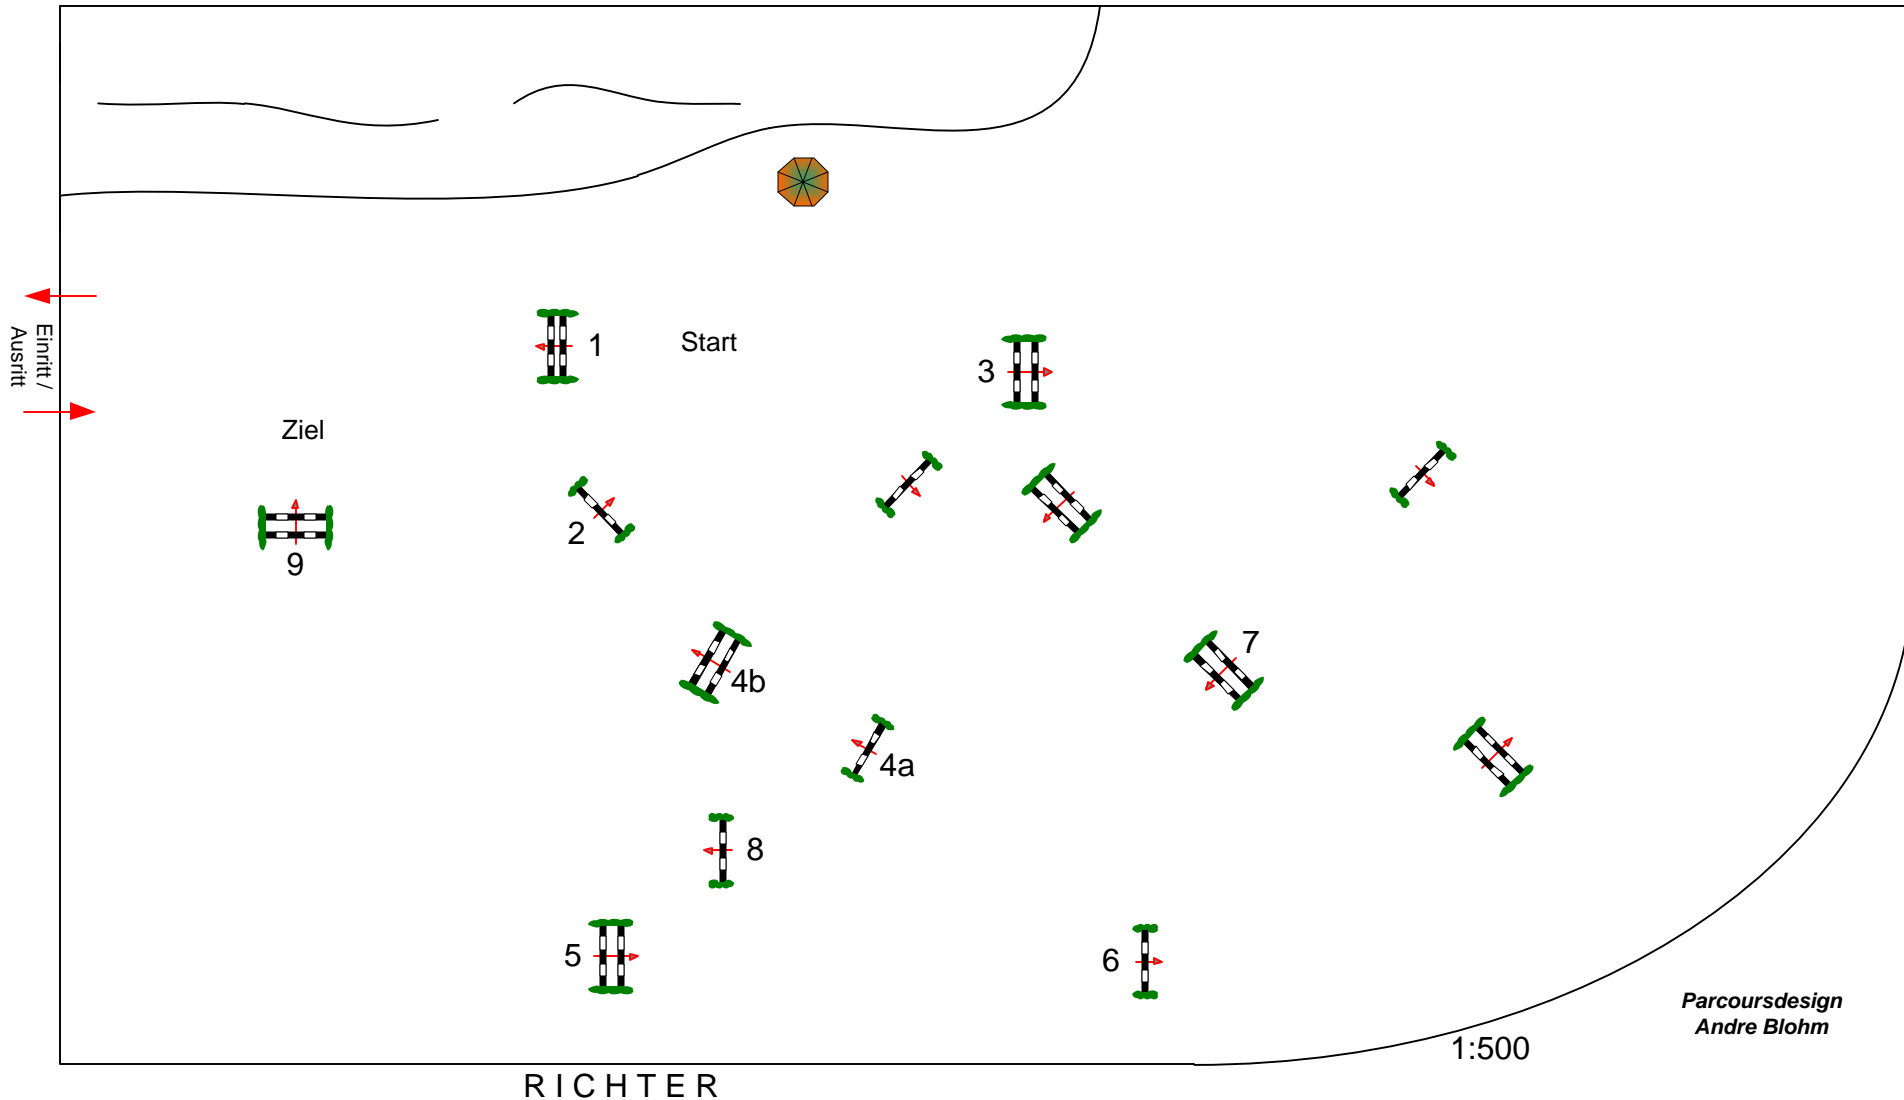 1
Start
3
Einritt /
Ausritt
Ziel
2
9
7
4b
4a
8
5
6
Parcoursdesign
Andre Blohm
1:500
RICHTER